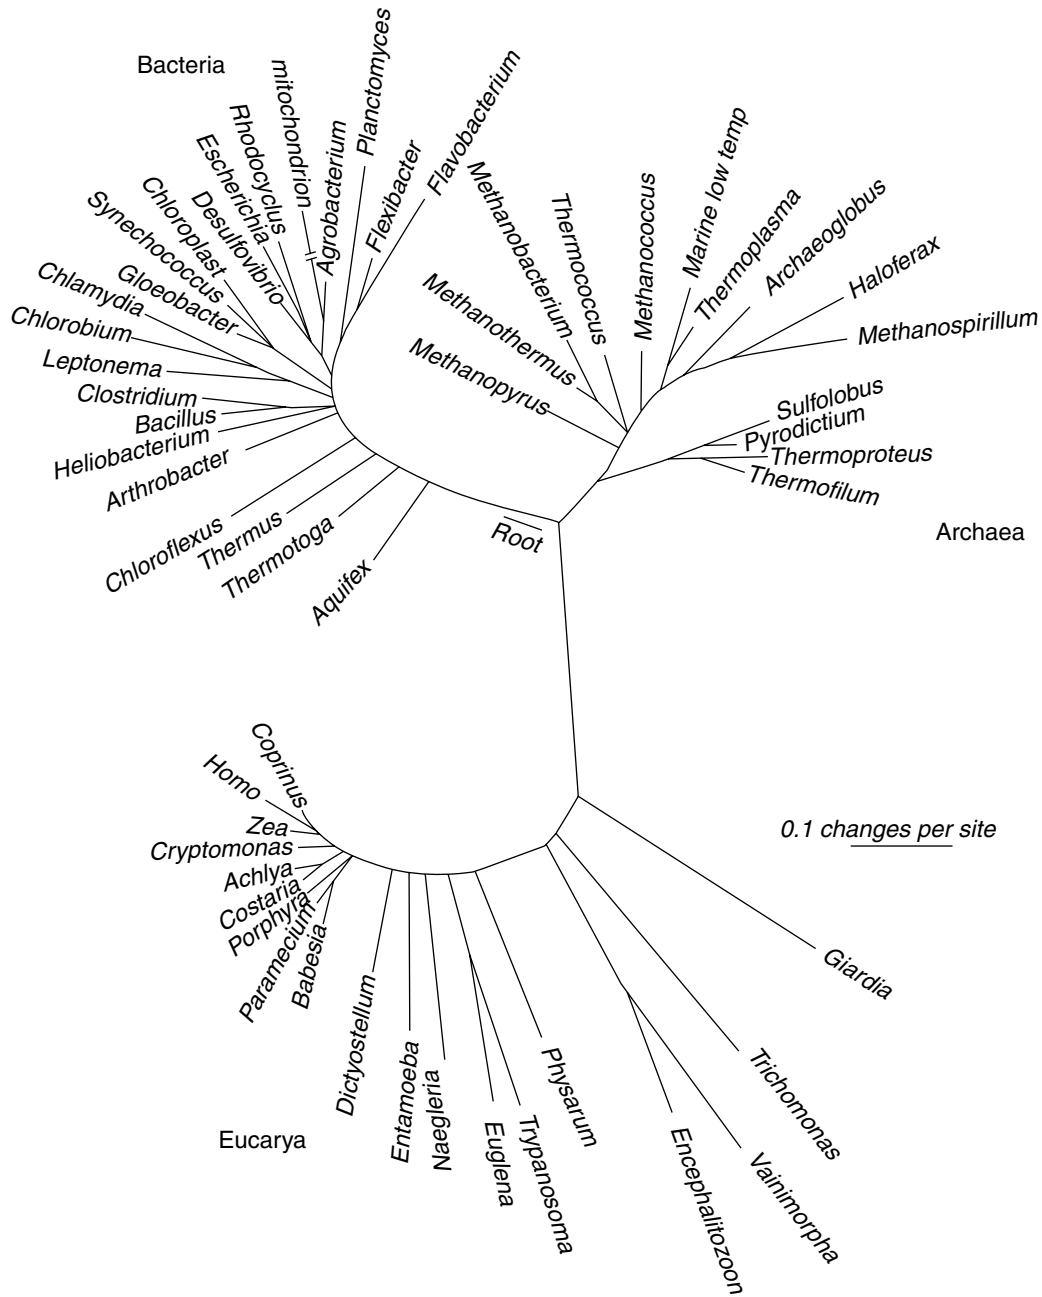 Bacteria
mitochondrion
Planctomyces
Flavobacterium
Rhodocyclus
Escherichia
Agrobacterium
Flexibacter
Desulfovibrio
Chloroplast
Synechococcus
Gloeobacter
Chlamydia
Chlorobium
Leptonema
Clostridium
Bacillus
Heliobacterium
Arthrobacter
Chloroflexus
Thermus
Thermotoga
Aquifex
Root
Methanobacterium
Thermococcus
Methanococcus
Marine low temp
Thermoplasma
Archaeoglobus
Haloferax
Methanospirillum
Methanothermus
Methanopyrus
Sulfolobus
Pyrodictium
Thermoproteus
Thermofilum
Archaea
Coprinus
Homo
Zea
Cryptomonas
Achlya
Costaria
Porphyra
Paramecium
Babesia
Dictyostellum
Entamoeba
Naegleria
Euglena
Trypanosoma
Physarum
Encephalitozoon
Vainimorpha
Trichomonas
Giardia
0.1 changes per site
Eucarya